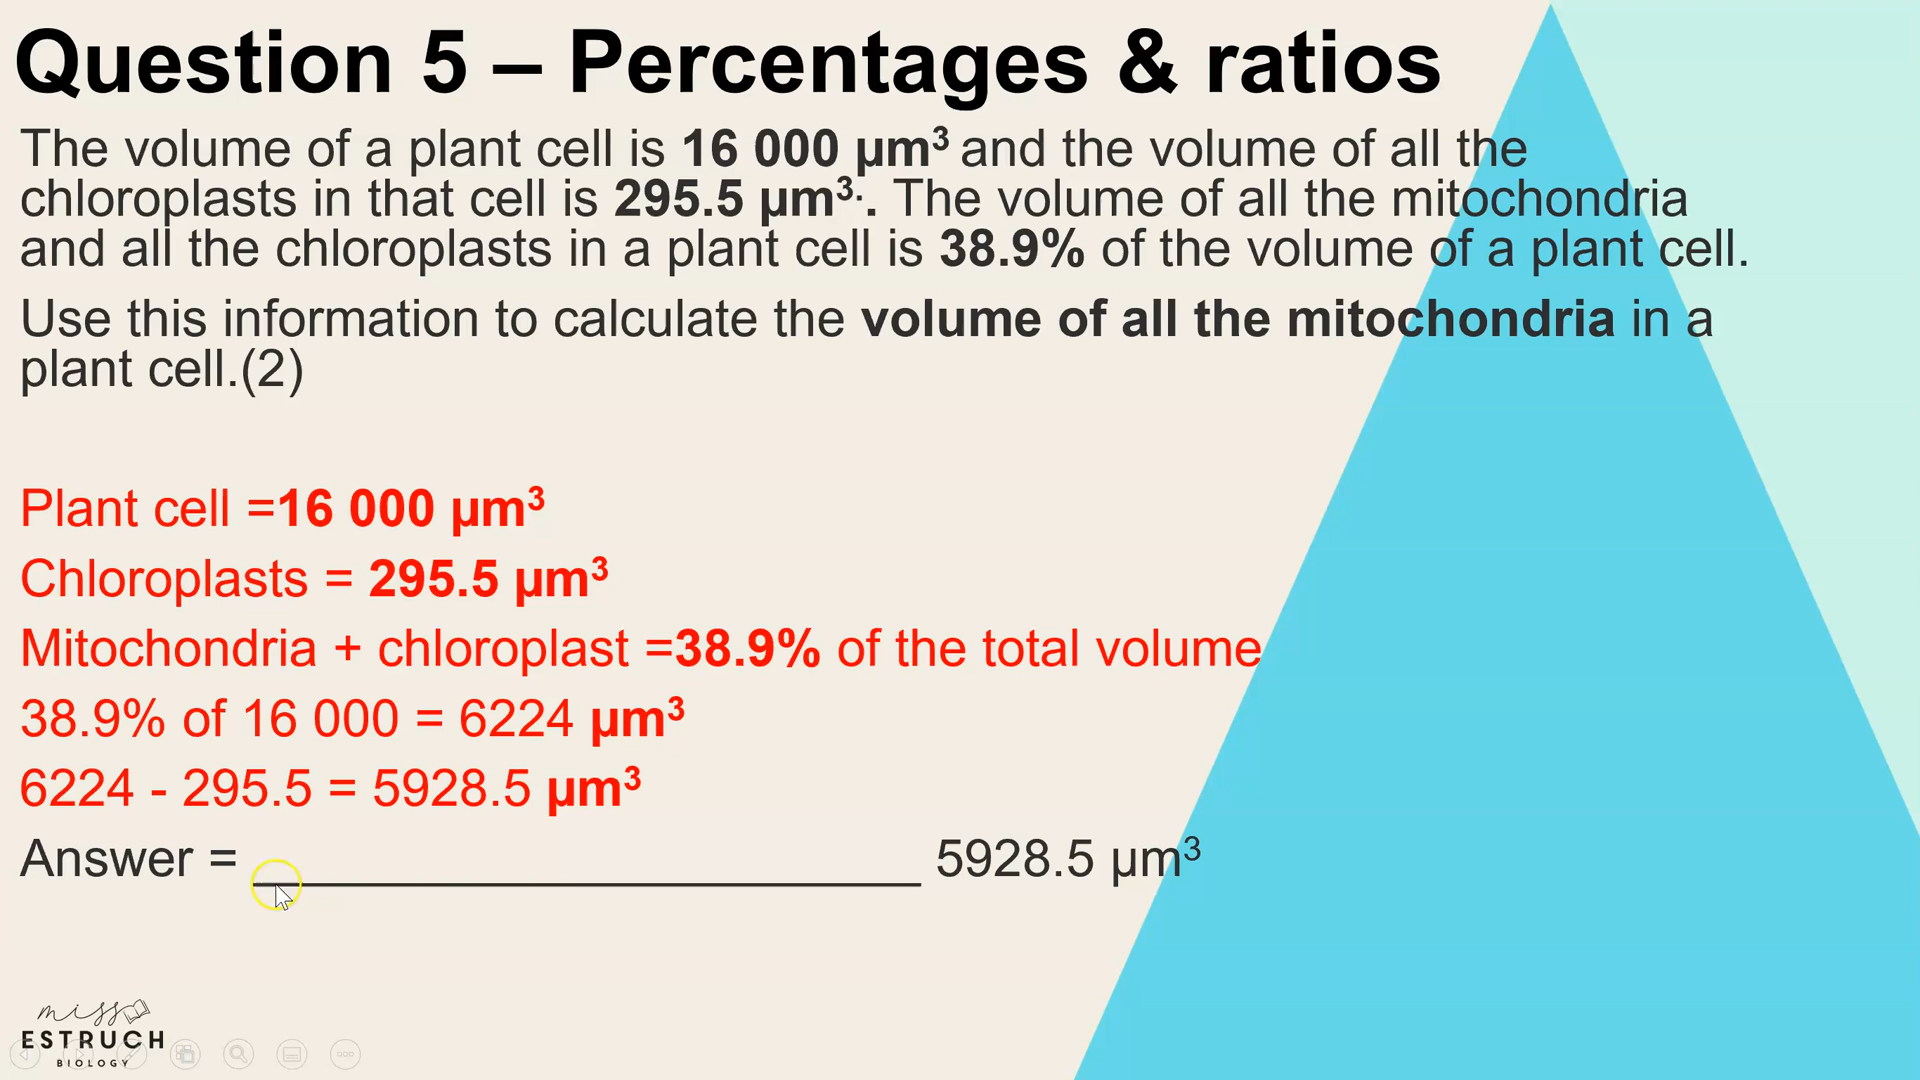 Question 5 – Percentages & ratios
The volume of a plant cell is 16 000 µm³ and the volume of all the
chloroplasts in that cell is 295.5 µm³·. The volume of all the mitochondria
and all the chloroplasts in a plant cell is 38.9% of the volume of a plant cell.
Use this information to calculate the volume of all the mitochondria in a
plant cell.(2)
Plant cell =16 000 µm³
Chloroplasts = 295.5 µm³
Mitochondria + chloroplast =38.9% of the total volume
38.9% of 16 000 = 6224 µm³
6224 - 295.5 = 5928.5 µm³
Answer = ______________________ 5928.5 µm³
miss
ESTRUCH
BIOLOGY